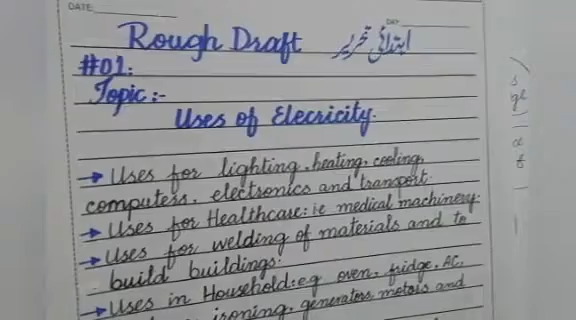 DATE:
DAY
Rough Draft ابتدائی تحریر
#01:
Topic:-
Uses of Elecricity.
→ Uses for lighting, heating, cooling,
computers, electronics and transport.
→ Uses for Healthcare: ie medical machinery.
→ Uses for welding of materials and to
build buildings.
→ Uses in Household: eg oven, fridge, AC,
ironing, generators, motors and